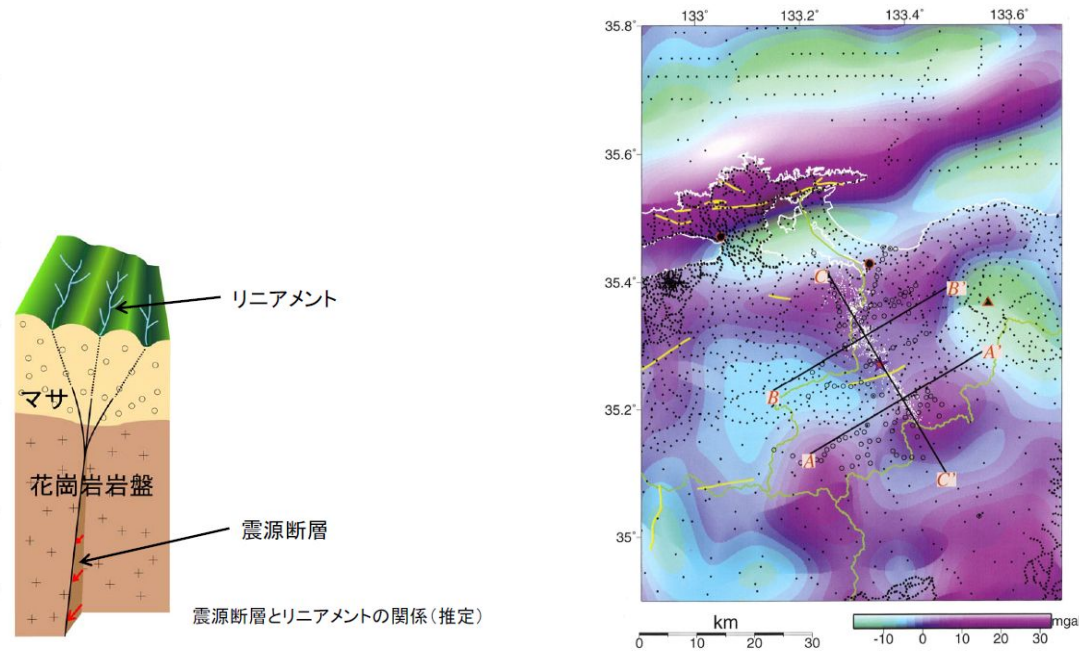 リニアメント
マサ
花崗岩岩盤
震源断層
震源断層とリニアメントの関係(推定)
133° 133.2° 133.4° 133.6°
35.8°
35.6°
35.4°
35.2°
35°
C
B'
A'
B
A
C'
km
0 10 20 30
mgal
-10 0 10 20 30